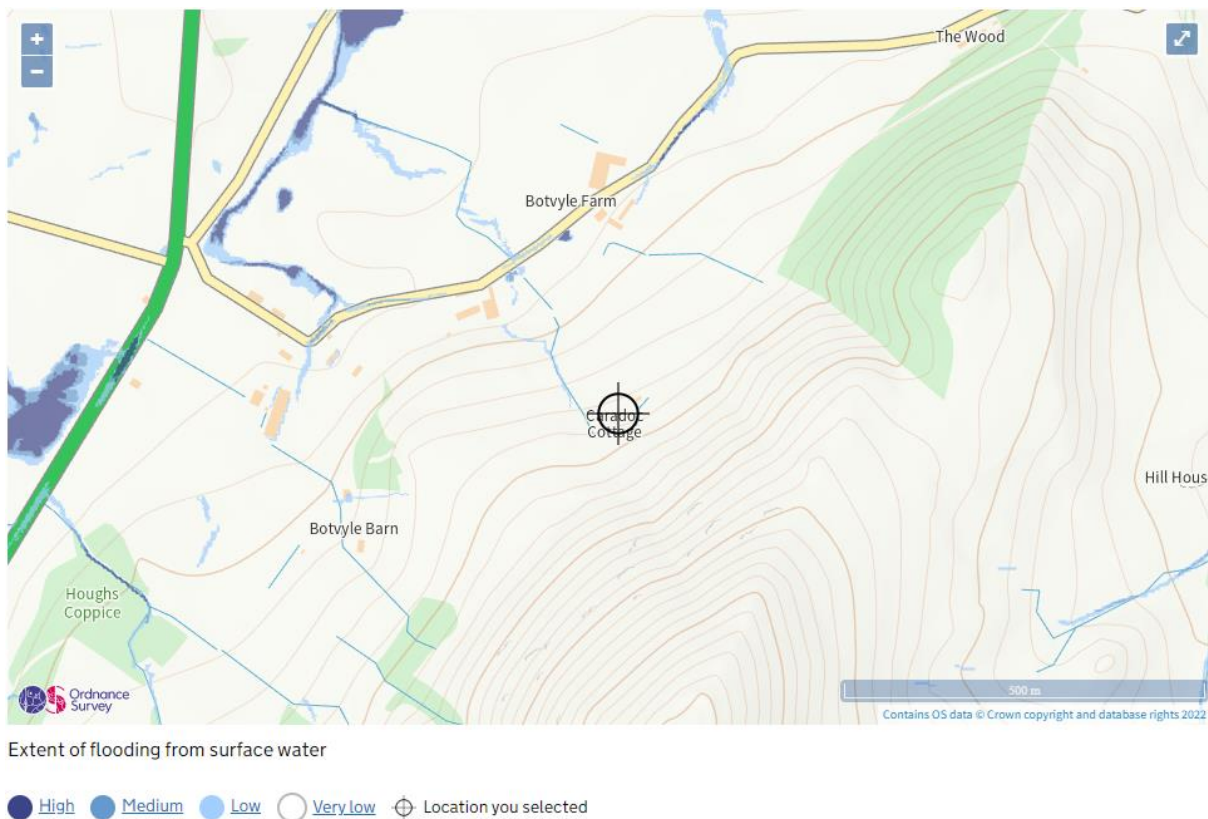 +
−
The Wood
Botvyle Farm
Caradoc
Cottage
Hill Hous
Botvyle Barn
Houghs
Coppice
Ordnance
Survey
500 m
Contains OS data © Crown copyright and database rights 2022
Extent of flooding from surface water
High Medium Low Very low Location you selected